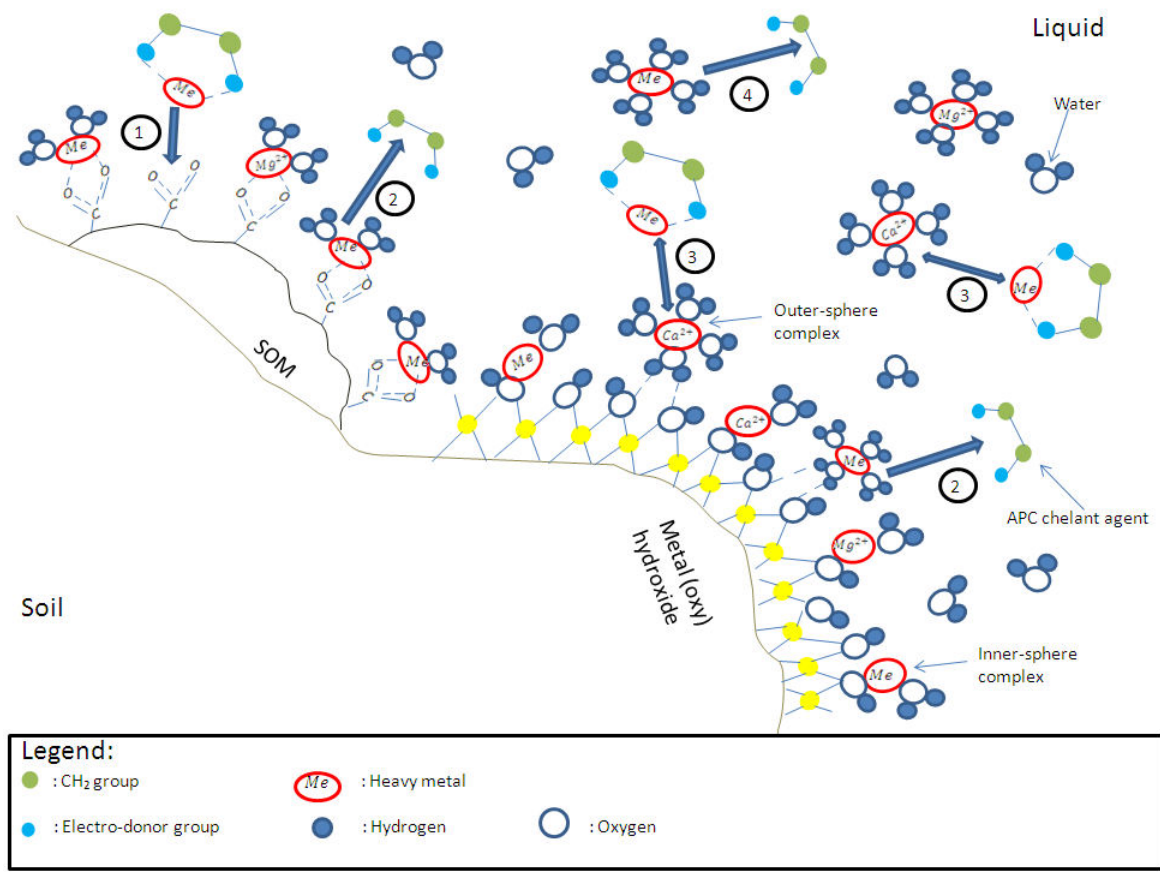 Liquid
Me
1
Me
4
Mg²⁺
Water
Me
Mg²⁺
2
Me
3
Ca²⁺
Me
3
Me
O
O
C
O
O
C
O
O
C
O
O
C
O
O
C
Outer-sphere
complex
Ca²⁺
SOM
Me
Me
Ca²⁺
Me
2
APC chelant agent
Metal (oxy)
hydroxide
Mg²⁺
Soil
Inner-sphere
complex
Me
Legend:
: CH₂ group
Me
: Heavy metal
: Electro-donor group
: Hydrogen
: Oxygen